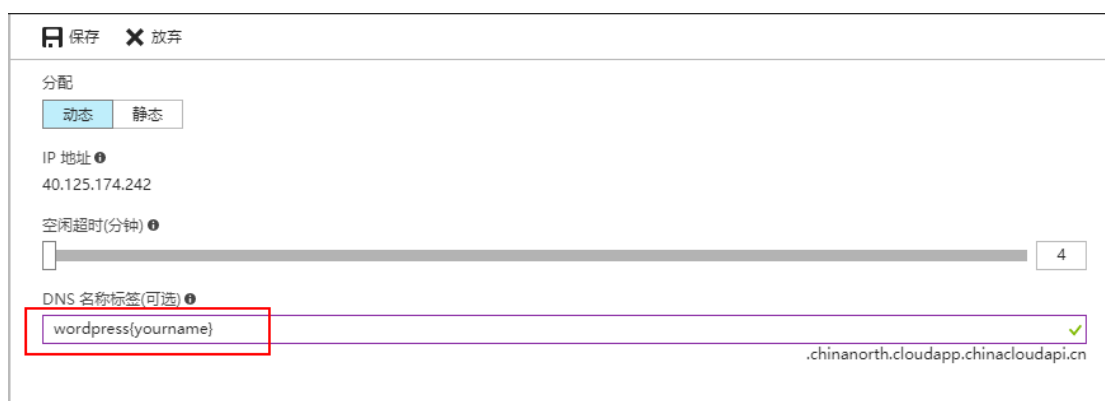 保存 放弃
分配
动态 静态
IP 地址
40.125.174.242
空闲超时(分钟)
4
DNS 名称标签(可选)
wordpress{yourname}
.chinanorth.cloudapp.chinacloudapi.cn